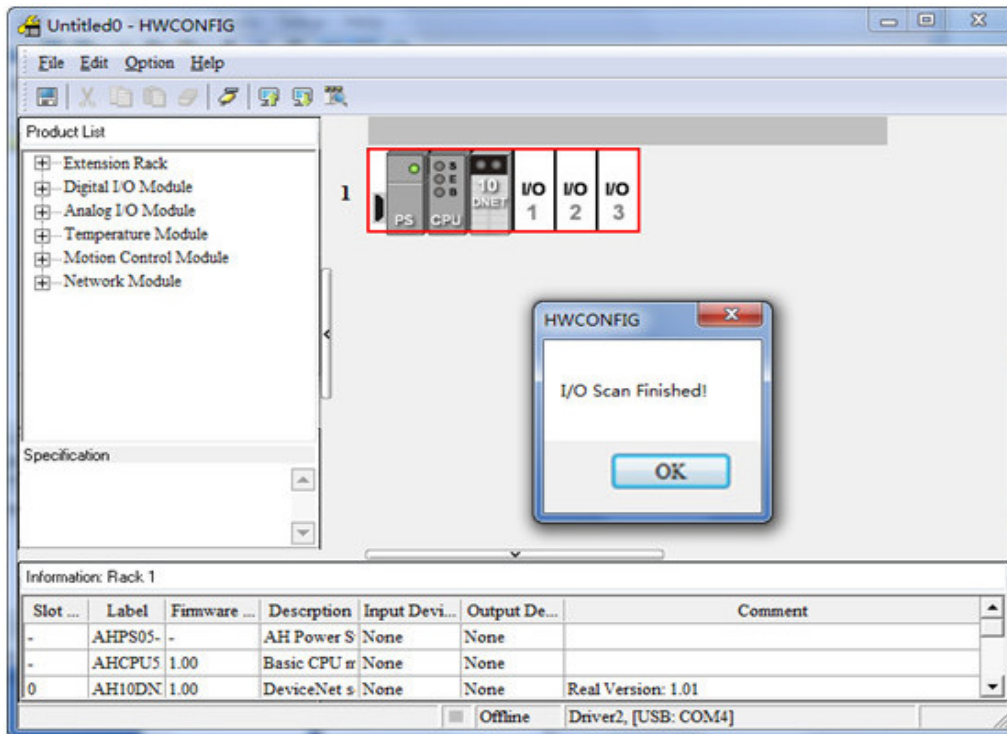 Untitled0 - HWCONFIG
File Edit Option Help
Product List
Extension Rack
Digital I/O Module
Analog I/O Module
Temperature Module
Motion Control Module
Network Module
1
PS
CPU
S
E
B
10
DNET
I/O
1
I/O
2
I/O
3
HWCONFIG
I/O Scan Finished!
OK
Specification
Information: Rack 1
Slot ... Label Firmware ... Descrption Input Devi... Output De... Comment
- AHPS05- - AH Power S None None
- AHCPU5 1.00 Basic CPU m None None
0 AH10DN 1.00 DeviceNet s None None Real Version: 1.01
Offline Driver2, [USB: COM4]